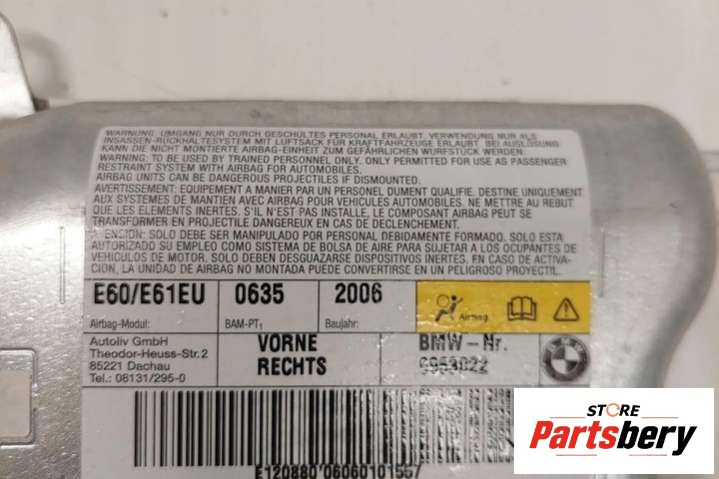 WARNUNG: UMGANG NUR DURCH GESCHULTES PERSONAL ERLAUBT. VERWENDUNG NUR ALS
INSASSEN-RÜCKHALTESYSTEM MIT LUFTSACK FÜR KRAFTFAHRZEUGE ERLAUBT. BEI AUSLÖSUNG
KANN DIE NICHT MONTIERTE AIRBAG-EINHEIT ZUM GEFÄHRLICHEN WURFSTÜCK WERDEN.
WARNING: TO BE USED BY TRAINED PERSONNEL ONLY. ONLY PERMITTED FOR USE AS PASSENGER
RESTRAINT SYSTEM WITH AIRBAG FOR AUTOMOBILES.
AIRBAG UNITS CAN BE DANGEROUS PROJECTILES IF DISMOUNTED.
AVERTISSEMENT: EQUIPEMENT A MANIER PAR UN PERSONEL DUMENT QUALIFIE. DESTINE UNIQUEMENT
AUX SYSTEMES DE MANTIEN AVEC AIRBAG POUR VEHICULES AUTOMOBILES. NE METTRE AU REBUT
QUE LES ELEMENTS INERTES. S'IL N'EST PAS INSTALLE, LE COMPOSANT AIRBAG PEUT SE
TRANSFORMER EN PROJECTILE DANGEREUX EN CAS DE DECLENCHEMENT.
ATENSION: SOLO DEBE SER MANIPULADO POR PERSONAL DEBIDAMENTE FORMADO. SOLO ESTA
AUTORIZADO SU EMPLEO COMO SISTEMA DE BOLSA DE AIRE PARA SUJETAR A LOS OCUPANTES DE
VEHICULOS DE MOTOR. SOLO DEBEN DESGUAZARSE DISPOSITIVOS INERTES. EN CASO DE ACTIVA-
CION, LA UNIDAD DE AIRBAG NO MONTADA PUEDE CONVERTIRSE EN UN PELIGROSO PROYECTIL.
E60/E61EU 0635 2006 Airbag
Airbag-Modul: BAM-PT1 Baujahr:
Autoliv GmbH
Theodor-Heuss-Str.2
85221 Dachau
Tel.: 08131/295-0
VORNE
RECHTS
BMW-Nr.
BMW
E120880 06060101557
STORE
Partsbery